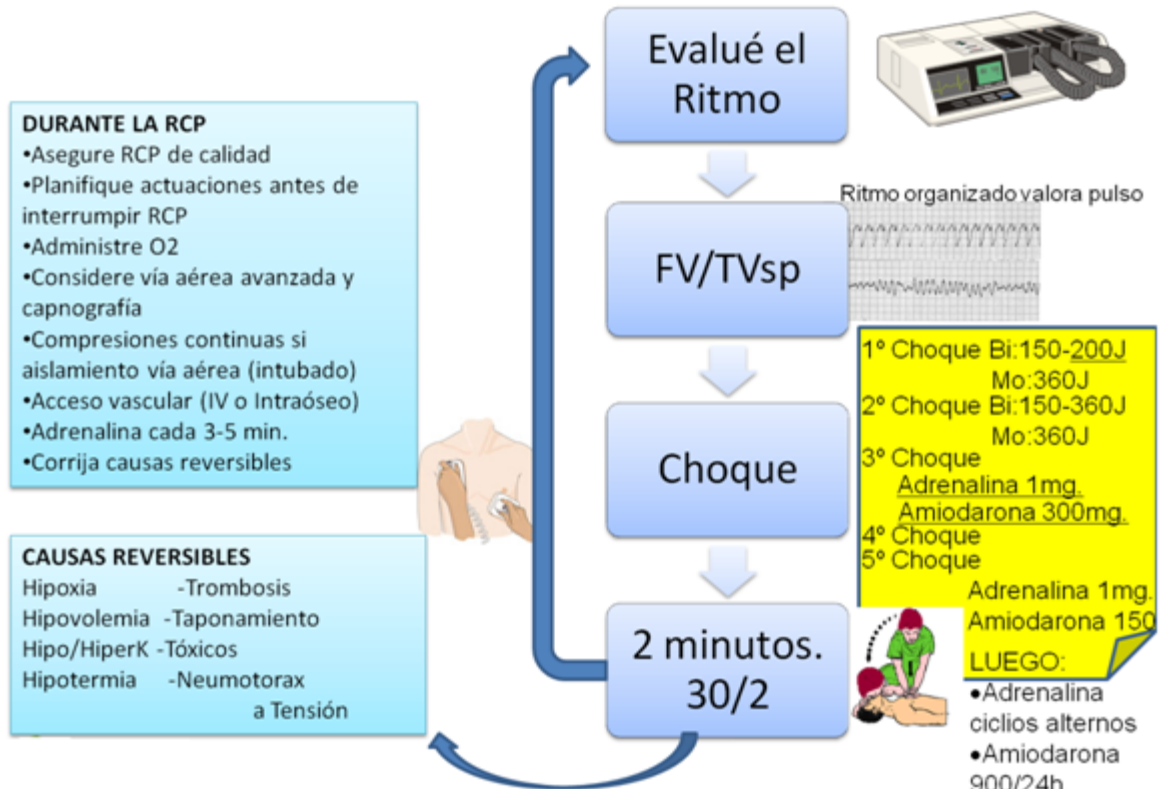 Evalué el
Ritmo
DURANTE LA RCP
•Asegure RCP de calidad
•Planifique actuaciones antes de
interrumpir RCP
•Administre O2
•Considere vía aérea avanzada y
capnografía
•Compresiones continuas si
aislamiento vía aérea (intubado)
•Acceso vascular (IV o Intraóseo)
•Adrenalina cada 3-5 min.
•Corrija causas reversibles
Ritmo organizado valora pulso
FV/TVsp
1º Choque Bi:150-200J
Mo:360J
2º Choque Bi:150-360J
Mo:360J
3º Choque
Adrenalina 1mg.
Amiodarona 300mg.
4º Choque
5º Choque
Adrenalina 1mg.
Amiodarona 150
LUEGO:
•Adrenalina
ciclios alternos
•Amiodarona
900/24h
Choque
CAUSAS REVERSIBLES
Hipoxia -Trombosis
Hipovolemia -Taponamiento
Hipo/HiperK -Tóxicos
Hipotermia -Neumotorax
a Tensión
2 minutos.
30/2